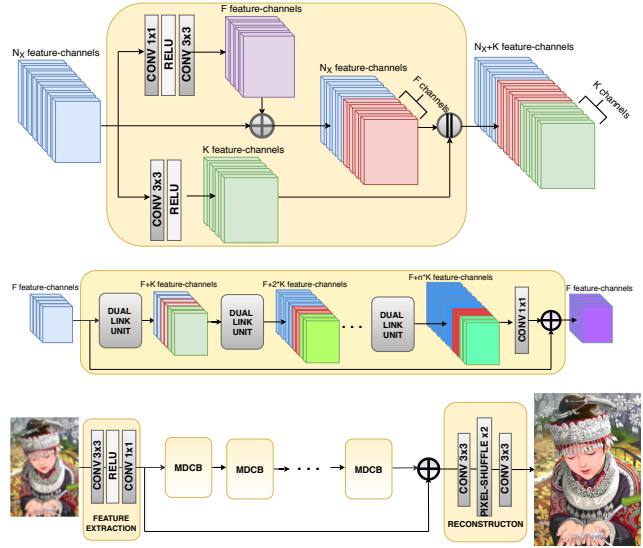 F feature-channels
N_X feature-channels
CONV 1x1
RELU
CONV 3x3
N_X feature-channels
F channels
N_X+K feature-channels
K channels
K feature-channels
CONV 3x3
RELU
F feature-channels
F+K feature-channels
F+2*K feature-channels
F+n*K feature-channels
F feature-channels
DUAL
LINK
UNIT
DUAL
LINK
UNIT
. . .
DUAL
LINK
UNIT
CONV 1x1
CONV 3x3
RELU
CONV 1x1
FEATURE
EXTRACTION
MDCB
MDCB
. . .
MDCB
CONV 3x3
PIXEL-SHUFFLE x2
CONV 3x3
RECONSTRUCTON